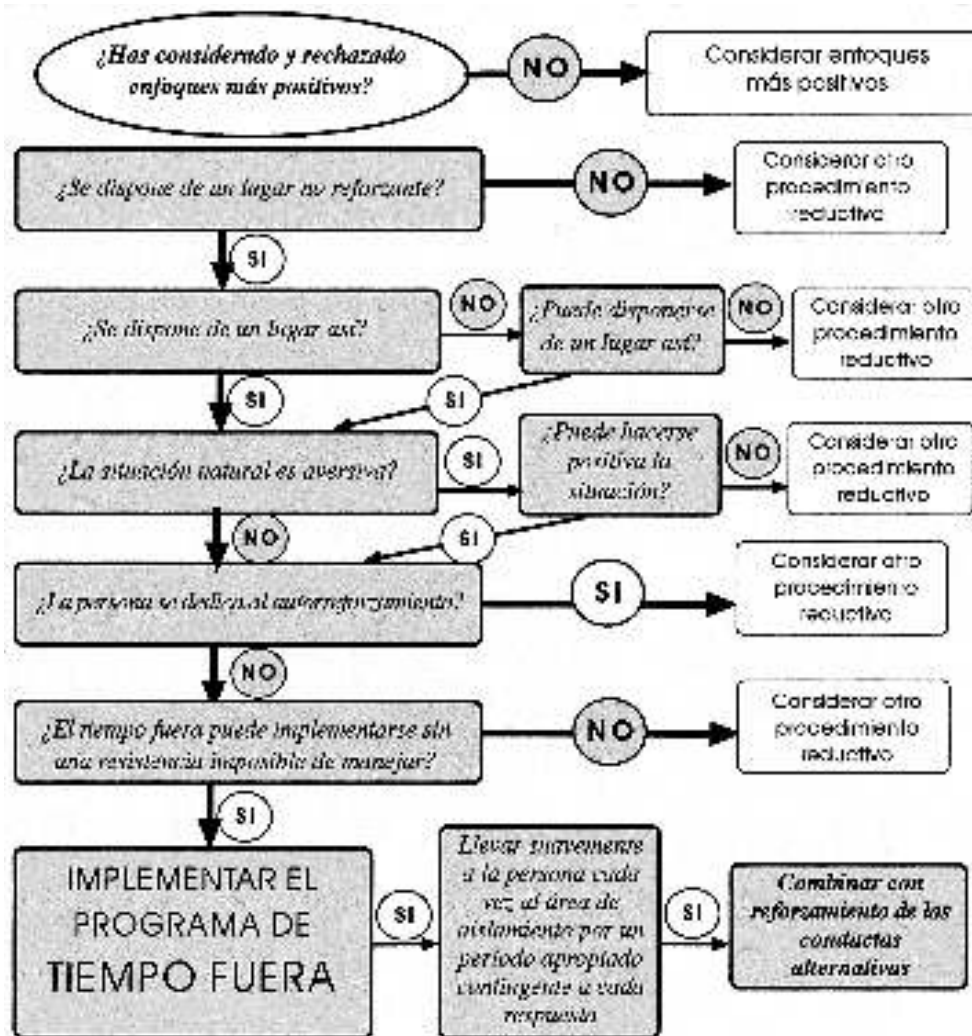 ¿Has considerado y rechazado
enfoques más positivos?
NO
Considerar enfoques
más positivos
¿Se dispone de un lugar no reforzante?
NO
Considerar otro
procedimiento
reductivo
SI
¿Se dispone de un lugar así?
NO
¿Puede disponerse
de un lugar así?
NO
Considerar otro
procedimiento
reductivo
SI
SI
¿La situación natural es aversiva?
SI
¿Puede hacerse
positiva la
situación?
NO
Considerar otro
procedimiento
reductivo
NO
SI
¿La persona se dedica al autorreforzamiento?
SI
Considerar otro
procedimiento
reductivo
NO
¿El tiempo fuera puede implementarse sin
una resistencia imposible de manejar?
NO
Considerar otro
procedimiento
reductivo
SI
IMPLEMENTAR EL
PROGRAMA DE
TIEMPO FUERA
SI
Llevar suavemente
a la persona cada
vez al área de
aislamiento por un
período apropiado
contingente a cada
respuesta
SI
Combinar con
reforzamiento de las
conductas
alternativas